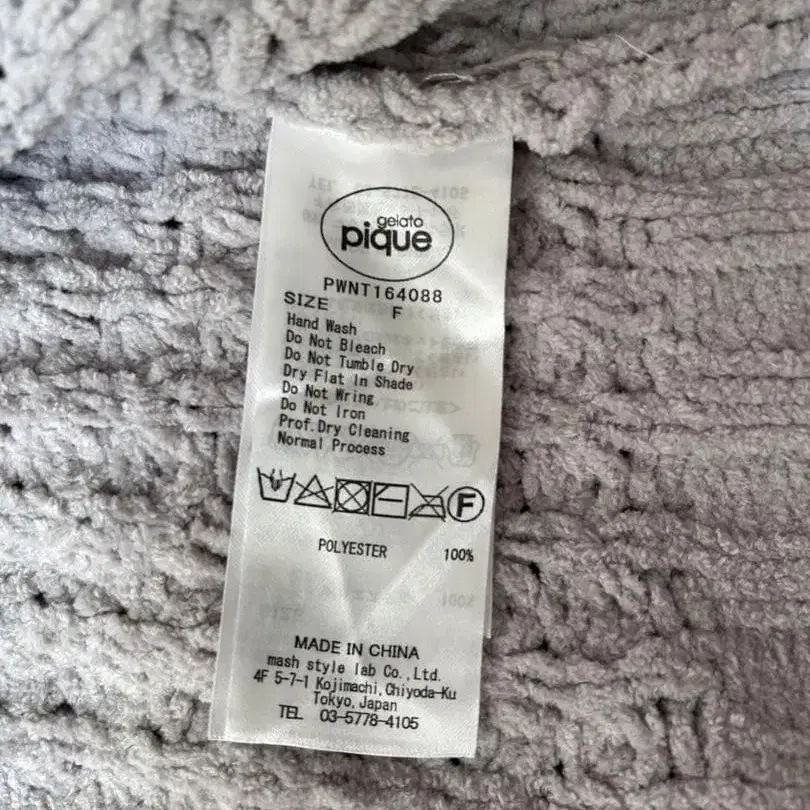 gelato
pique
PWNT164088
SIZE F
Hand Wash
Do Not Bleach
Do Not Tumble Dry
Dry Flat In Shade
Do Not Wring
Do Not Iron
Prof.Dry Cleaning
Normal Process
F
POLYESTER 100%
MADE IN CHINA
mash style lab Co.,Ltd.
4F 5-7-1 Kojimachi,Chiyoda-Ku
Tokyo,Japan
TEL 03-5778-4105